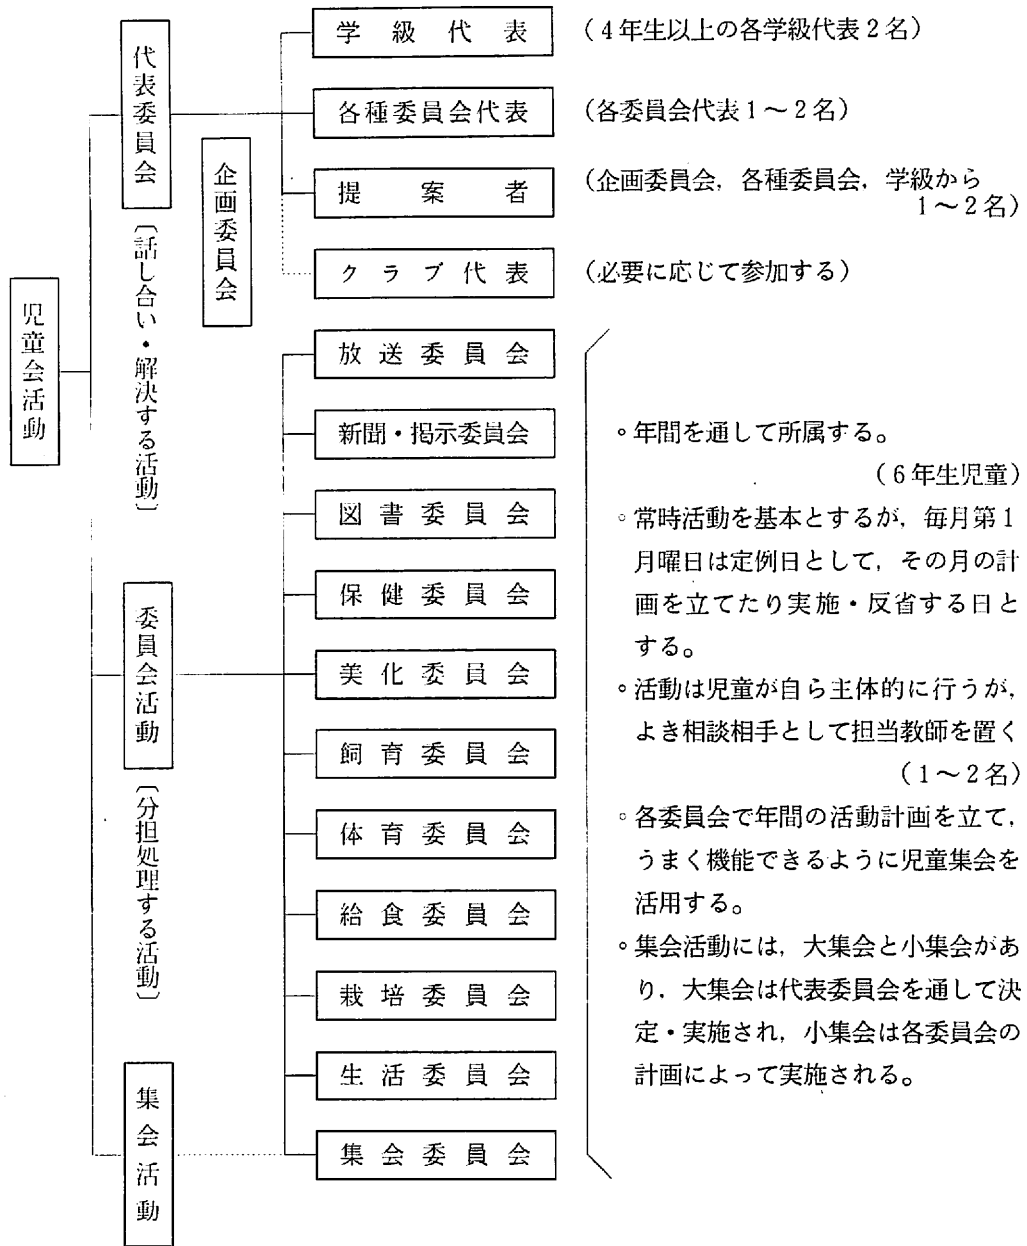 児童会活動
代表委員会
〔話し合い・解決する活動〕
企画委員会
学級代表
(4年生以上の各学級代表2名)
各種委員会代表
(各委員会代表1~2名)
提案者
(企画委員会,各種委員会,学級から
1~2名)
クラブ代表
(必要に応じて参加する)
委員会活動
〔分担処理する活動〕
放送委員会
新聞・掲示委員会
図書委員会
保健委員会
美化委員会
飼育委員会
体育委員会
給食委員会
栽培委員会
生活委員会
集会委員会
集会活動
◦年間を通して所属する。
(6年生児童)
◦常時活動を基本とするが,毎月第1
月曜日は定例日として,その月の計
画を立てたり実施・反省する日と
する。
◦活動は児童が自ら主体的に行うが,
よき相談相手として担当教師を置く
(1~2名)
◦各委員会で年間の活動計画を立て,
うまく機能できるように児童集会を
活用する。
◦集会活動には,大集会と小集会があ
り,大集会は代表委員会を通して決
定・実施され,小集会は各委員会の
計画によって実施される。